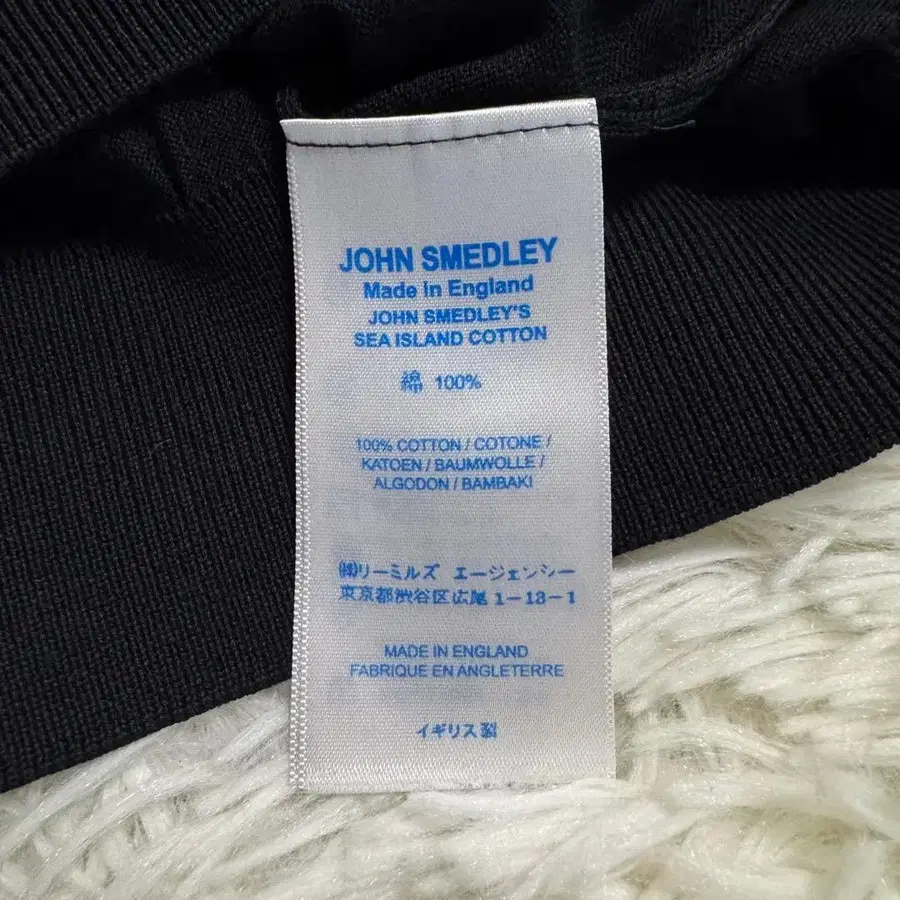 JOHN SMEDLEY
Made in England
JOHN SMEDLEY'S
SEA ISLAND COTTON
綿 100%
100% COTTON / COTONE /
KATOEN / BAUMWOLLE /
ALGODON / BAMBAKI
㈱リーミルズ エージェンシー
東京都渋谷区広尾 1-13-1
MADE IN ENGLAND
FABRIQUE EN ANGLETERRE
イギリス製